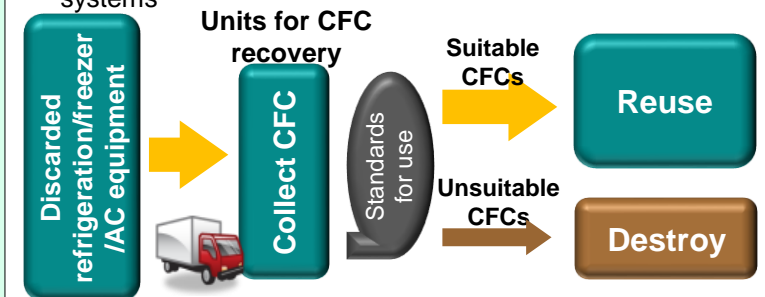 systems
Units for CFC
recovery
Discarded
refrigeration/freezer
/AC equipment
Collect CFC
Standards
for use
Suitable
CFCs
Reuse
Unsuitable
CFCs
Destroy